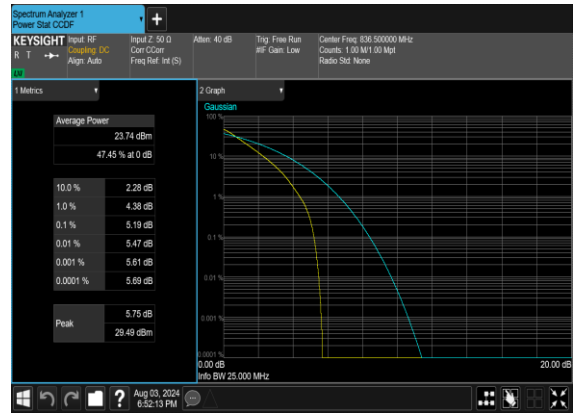 Spectrum Analyzer 1
Power Stat CCDF
KEYSIGHT
R T
LW
Input: RF
Coupling: DC
Align: Auto
Input Z: 50 Ω
Corr CCorr
Freq Ref: Int (S)
Atten: 40 dB
Trig: Free Run
#IF Gain: Low
Center Freq: 836.500000 MHz
Counts: 1.00 M/1.00 Mpt
Radio Std: None
1 Metrics
Average Power
23.74 dBm
47.45 % at 0 dB
10.0 % 2.28 dB
1.0 % 4.38 dB
0.1 % 5.19 dB
0.01 % 5.47 dB
0.001 % 5.61 dB
0.0001 % 5.69 dB
Peak
5.75 dB
29.49 dBm
2 Graph
Gaussian
100 %
10 %
1 %
0.1 %
0.01 %
0.001 %
0.0001 %
0.00 dB
20.00 dB
Info BW 25.000 MHz
?
Aug 03, 2024
6:52:13 PM